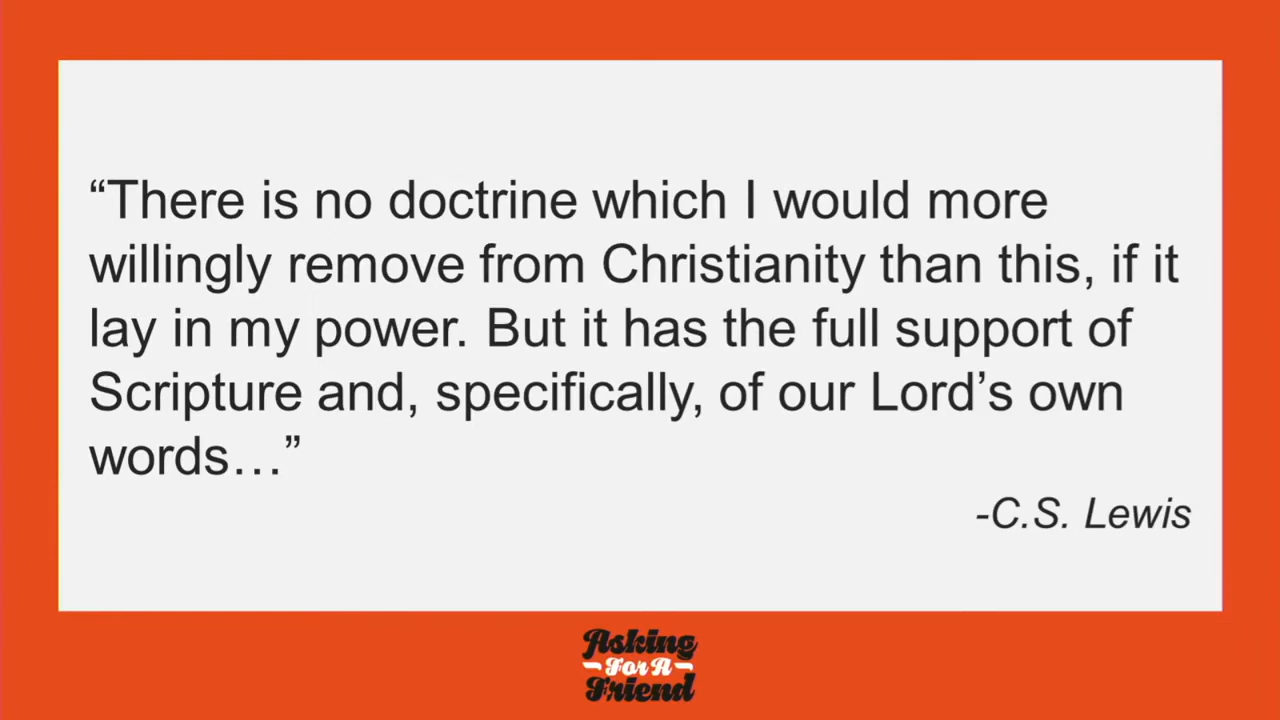 “There is no doctrine which I would more
willingly remove from Christianity than this, if it
lay in my power. But it has the full support of
Scripture and, specifically, of our Lord’s own
words…”
-C.S. Lewis
Asking
For A
Friend